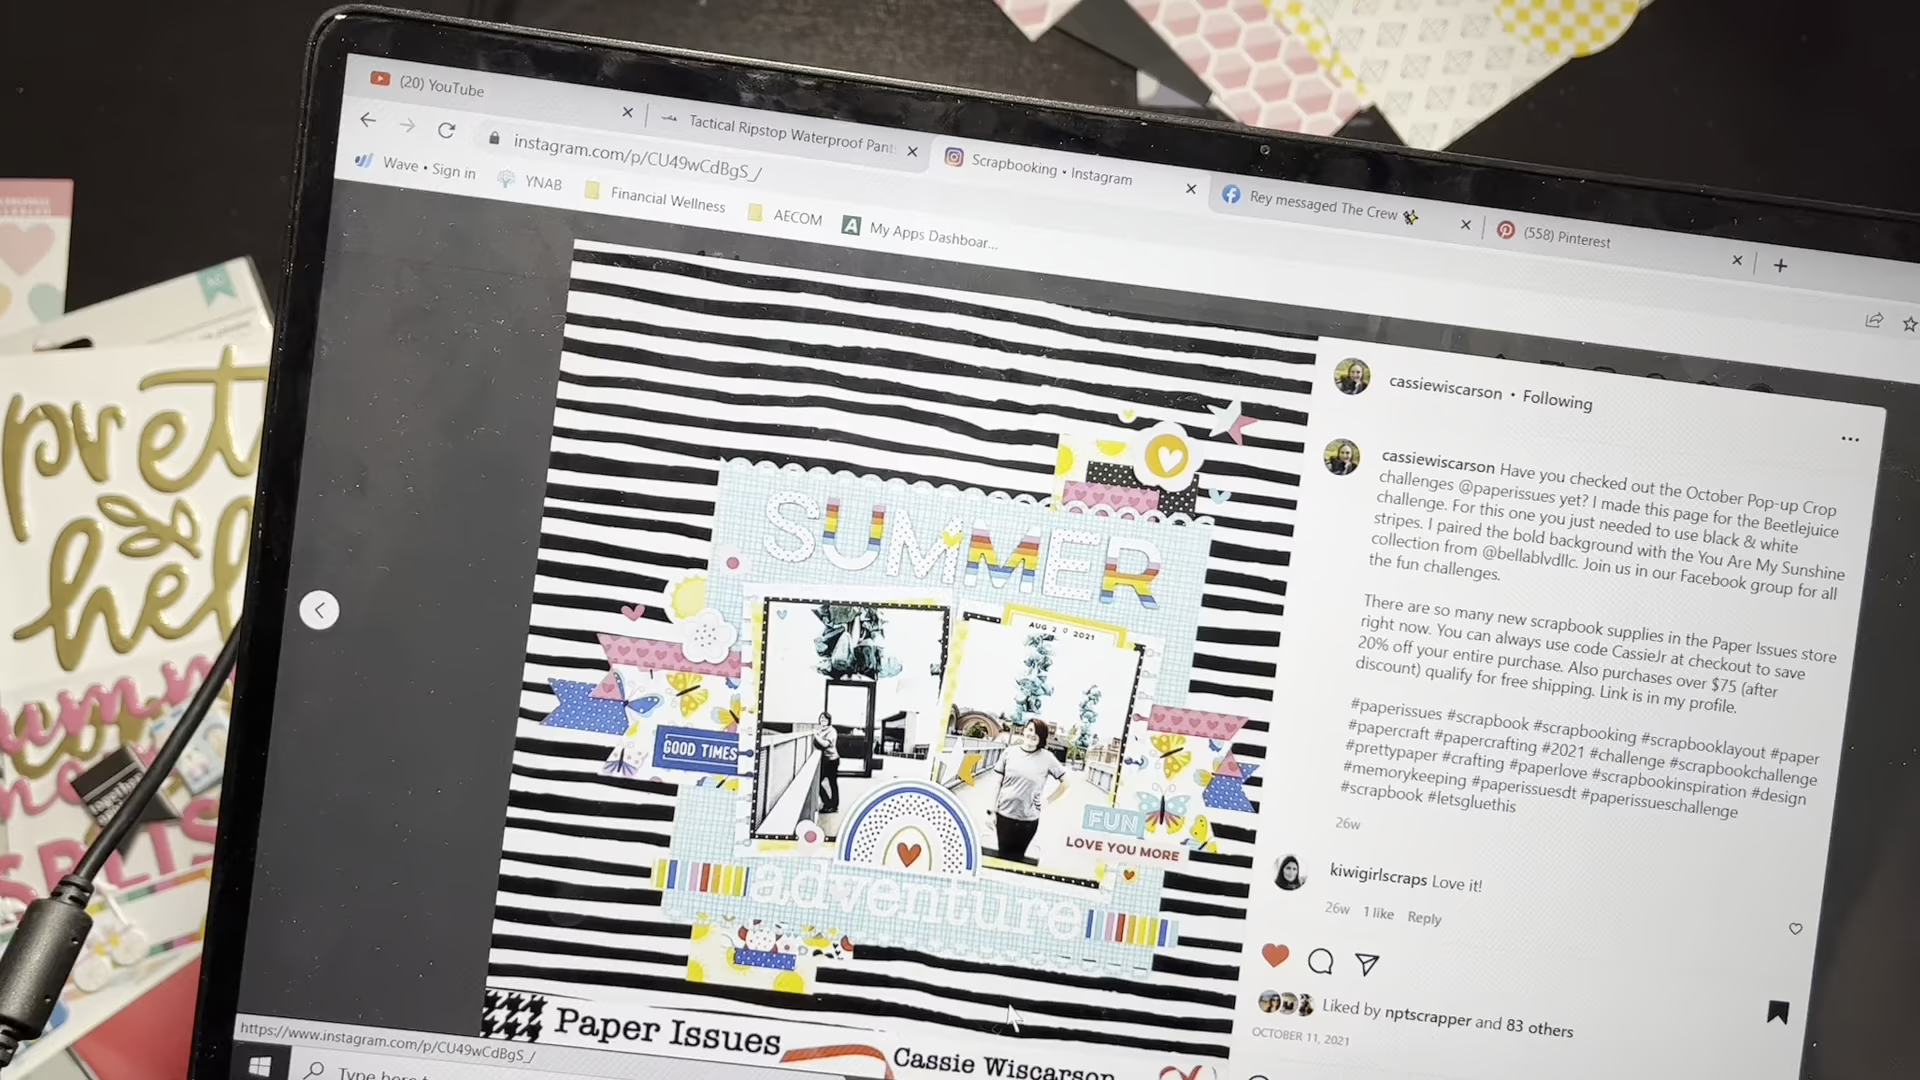 (20) YouTube
Tactical Ripstop Waterproof Pant
Scrapbooking • Instagram
Rey messaged The Crew ✨
(558) Pinterest
instagram.com/p/CU49wCdBgS_/
Wave • Sign in
YNAB
Financial Wellness
AECOM
My Apps Dashboar...
SUMMER
AUG 20 2021
GOOD TIMES
FUN
LOVE YOU MORE
adventure
Paper Issues
Cassie Wiscarson
cassiewiscarson • Following
cassiewiscarson Have you checked out the October Pop-up Crop
challenges @paperissues yet? I made this page for the Beetlejuice
challenge. For this one you just needed to use black & white
stripes. I paired the bold background with the You Are My Sunshine
collection from @bellablvdllc. Join us in our Facebook group for all
the fun challenges.
There are so many new scrapbook supplies in the Paper Issues store
right now. You can always use code CassieJr at checkout to save
20% off your entire purchase. Also purchases over $75 (after
discount) qualify for free shipping. Link is in my profile.
#paperissues #scrapbook #scrapbooking #scrapbooklayout #paper
#papercraft #papercrafting #2021 #challenge #scrapbookchallenge
#prettypaper #crafting #paperlove #scrapbookinspiration #design
#memorykeeping #paperissuesdt #paperissueschallenge
#scrapbook #letsgluethis
26w
kiwigirlscraps Love it!
26w 1 like Reply
Liked by nptscrapper and 83 others
OCTOBER 11, 2021
https://www.instagram.com/p/CU49wCdBgS_/
Type here t
pret
hel
together